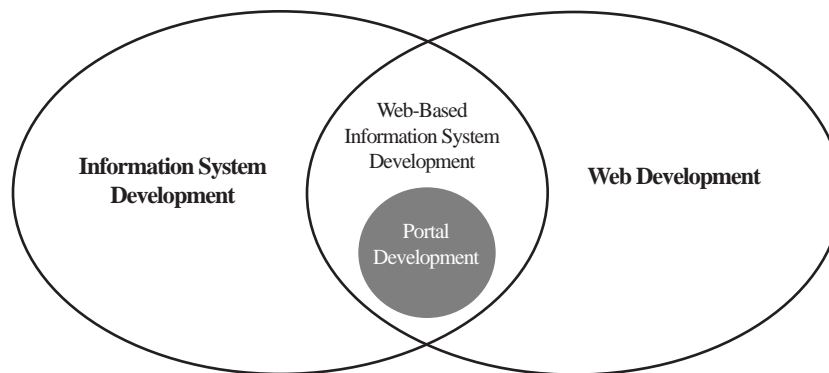 Information System
Development
Web-Based
Information System
Development
Portal
Development
Web Development